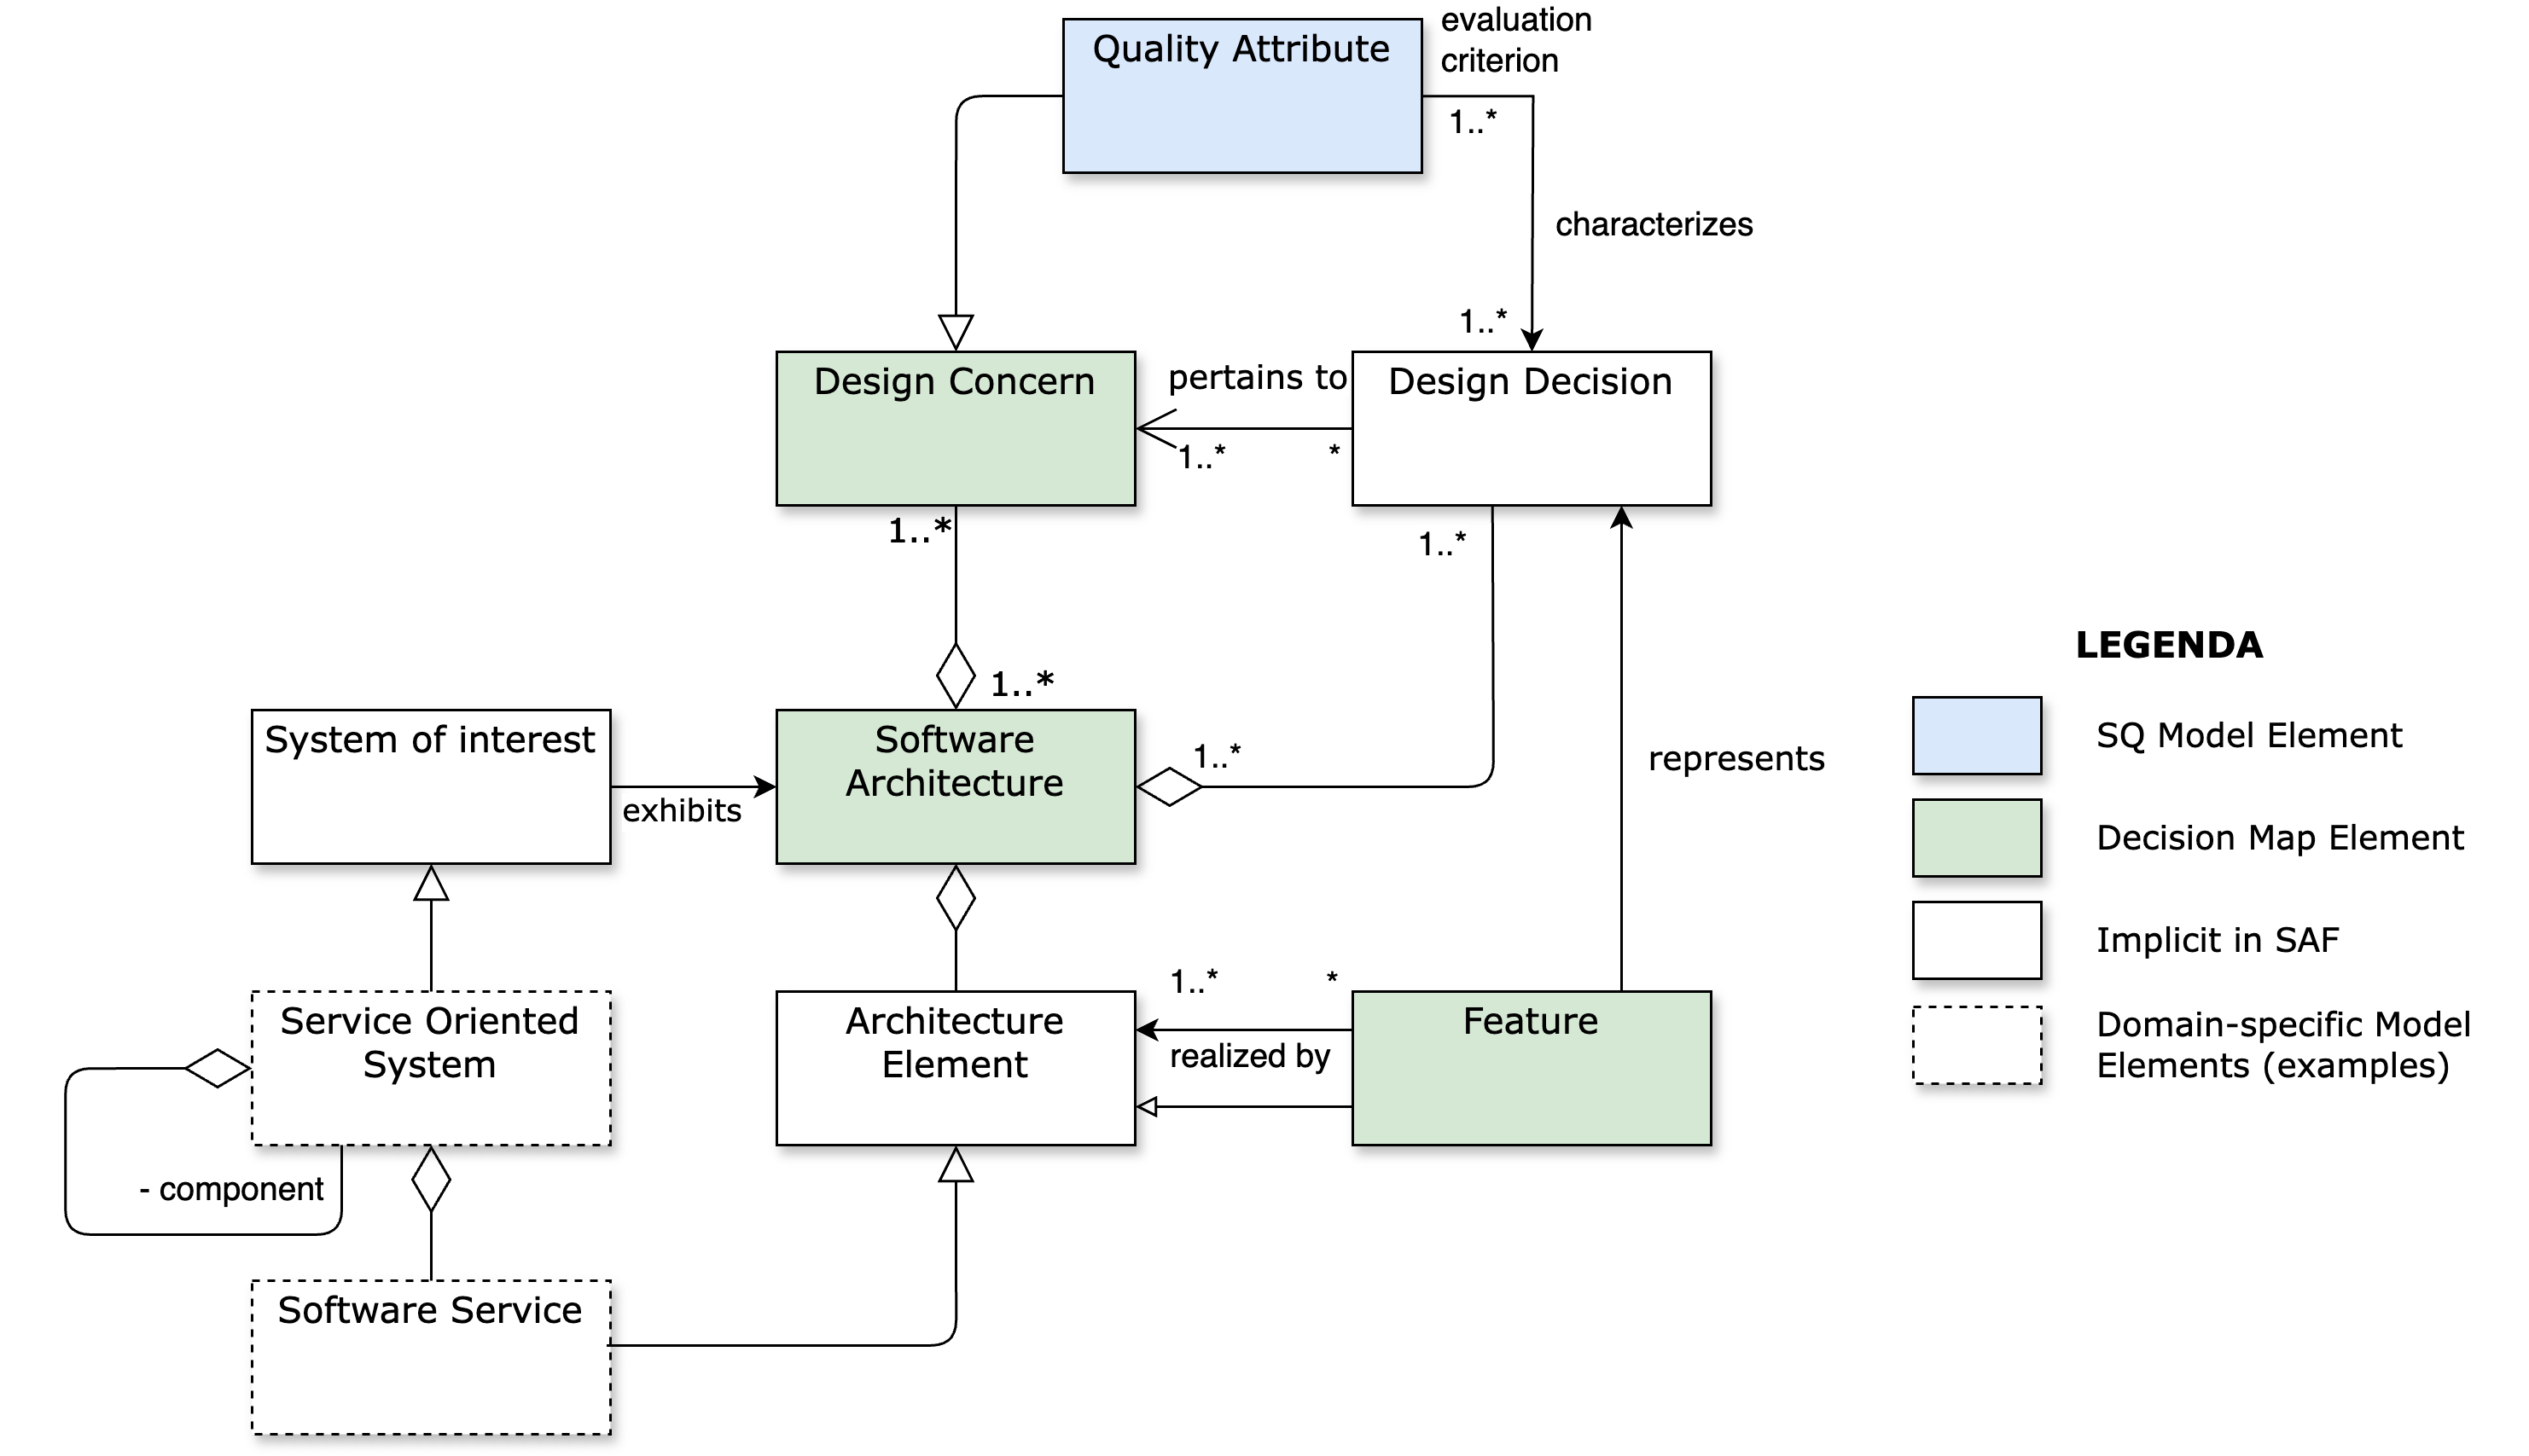 Quality Attribute
evaluation
criterion
1..*
characterizes
1..*
Design Concern
pertains to
1..*
*
Design Decision
1..*
1..*
1..*
System of interest
exhibits
Software
Architecture
1..*
represents
Service Oriented
System
- component
Architecture
Element
1..*
*
realized by
Feature
Software Service
LEGENDA
SQ Model Element
Decision Map Element
Implicit in SAF
Domain-specific Model
Elements (examples)